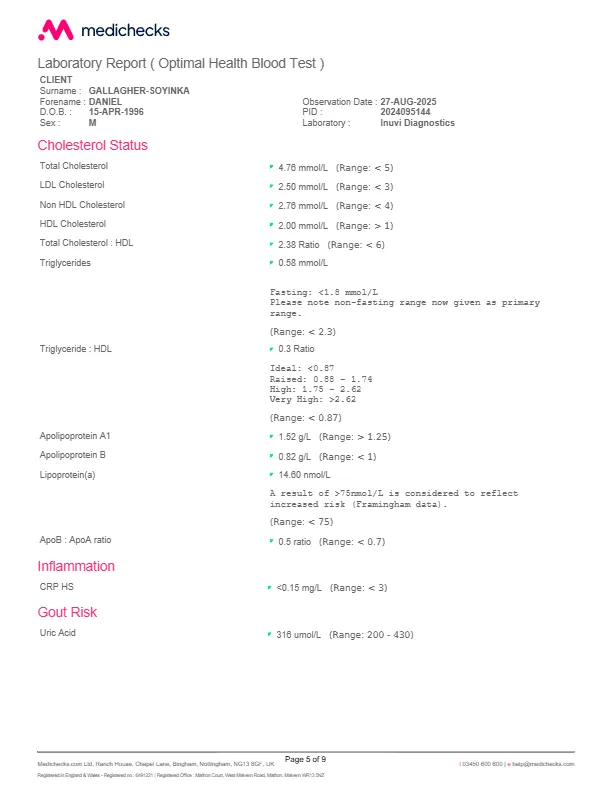 medichecks
Laboratory Report ( Optimal Health Blood Test )
CLIENT
Surname : GALLAGHER-SOYINKA
Forename : DANIEL Observation Date : 27-AUG-2025
D.O.B. : 15-APR-1996 PID : 2024095144
Sex : M Laboratory : Inuvi Diagnostics
Cholesterol Status
Total Cholesterol 4.76 mmol/L (Range: < 5)
LDL Cholesterol 2.50 mmol/L (Range: < 3)
Non HDL Cholesterol 2.76 mmol/L (Range: < 4)
HDL Cholesterol 2.00 mmol/L (Range: > 1)
Total Cholesterol : HDL 2.38 Ratio (Range: < 6)
Triglycerides 0.58 mmol/L
Fasting: <1.8 mmol/L
Please note non-fasting range now given as primary
range.
(Range: < 2.3)
Triglyceride : HDL 0.3 Ratio
Ideal: <0.87
Raised: 0.88 – 1.74
High: 1.75 – 2.62
Very High: >2.62
(Range: < 0.87)
Apolipoprotein A1 1.52 g/L (Range: > 1.25)
Apolipoprotein B 0.82 g/L (Range: < 1)
Lipoprotein(a) 14.60 nmol/L
A result of >75nmol/L is considered to reflect
increased risk (Framingham data).
(Range: < 75)
ApoB : ApoA ratio 0.5 ratio (Range: < 0.7)
Inflammation
CRP HS <0.15 mg/L (Range: < 3)
Gout Risk
Uric Acid 316 umol/L (Range: 200 - 430)
Medichecks.com Ltd, Ranch House, Chapel Lane, Bingham, Nottingham, NG13 8GF, UK Page 5 of 9 t 03450 600 600 | e help@medichecks.com
Registered in England & Wales - Registered no.: 6491221 | Registered Office : Mathon Court, West Malvern Road, Mathon, Malvern WR13 5NZ